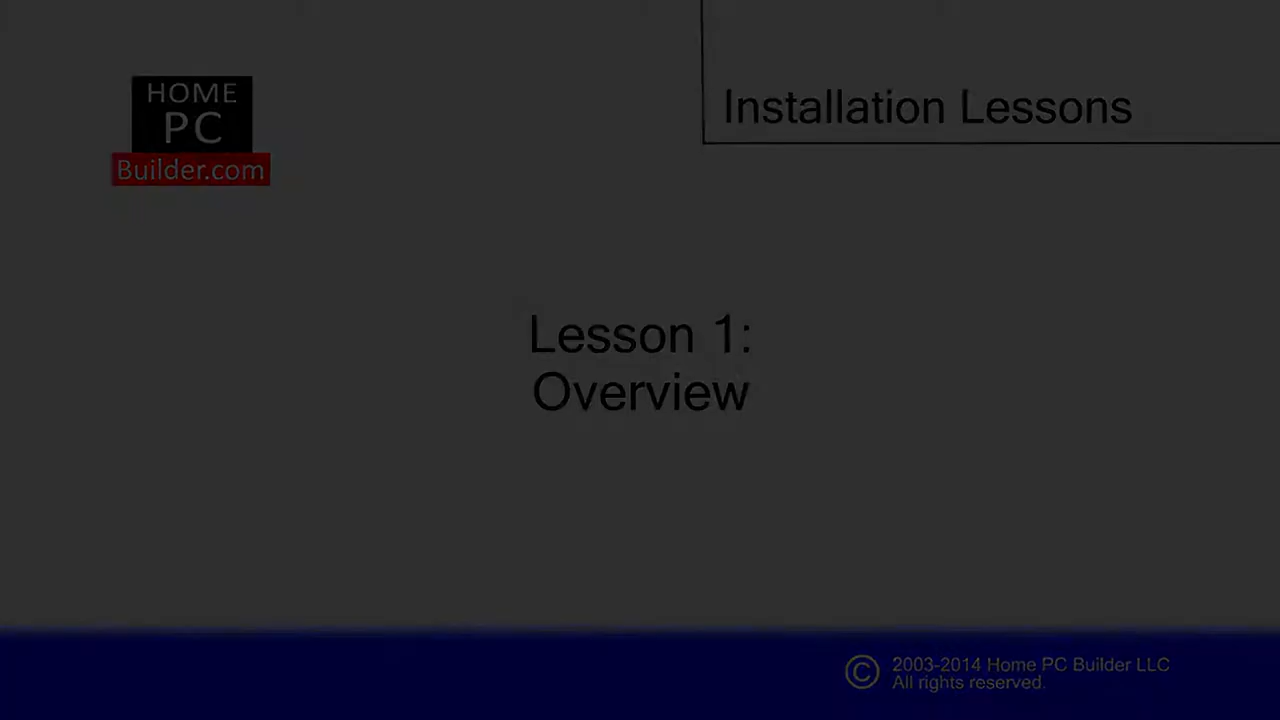 HOME
PC
Builder.com
Installation Lessons
Lesson 1:
Overview
© 2003-2014 Home PC Builder LLC
All rights reserved.